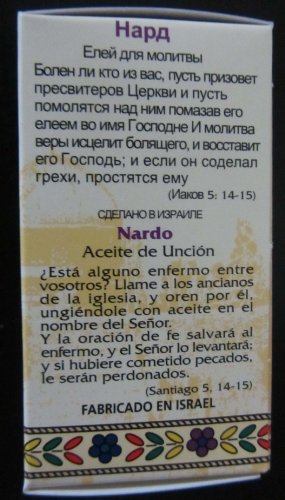 Нард
Елей для молитвы
Болен ли кто из вас, пусть призовет
пресвитеров Церкви и пусть
помолятся над ним помазав его
елеем во имя Господне И молитва
веры исцелит болящего, и восставит
его Господь; и если он соделал
грехи, простятся ему
(Иаков 5: 14-15)
СДЕЛАНО В ИЗРАИЛЕ
Nardo
Aceite de Unción
¿Está alguno enfermo entre
vosotros? Llame a los ancianos
de la iglesia, y oren por él,
ungiéndole con aceite en el
nombre del Señor.
Y la oración de fe salvará al
enfermo, y el Señor lo levantará;
y si hubiere cometido pecados,
le serán perdonados.
(Santiago 5, 14-15)
FABRICADO EN ISRAEL